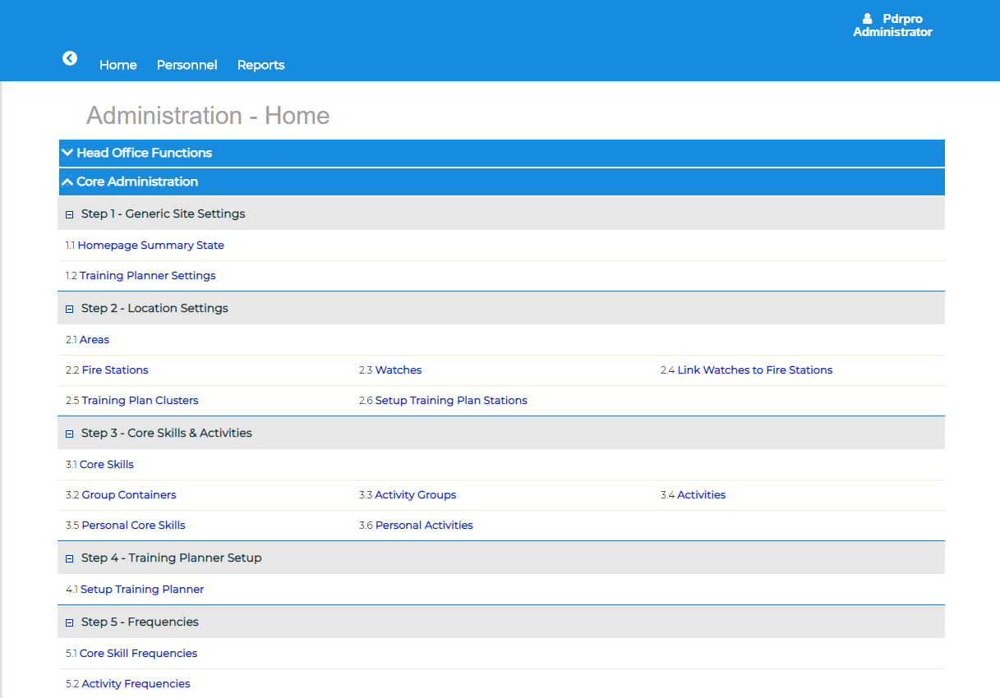 Pdrpro
Administrator
Home Personnel Reports
Administration - Home
Head Office Functions
Core Administration
Step 1 - Generic Site Settings
1.1 Homepage Summary State
1.2 Training Planner Settings
Step 2 - Location Settings
2.1 Areas
2.2 Fire Stations 2.3 Watches 2.4 Link Watches to Fire Stations
2.5 Training Plan Clusters 2.6 Setup Training Plan Stations
Step 3 - Core Skills & Activities
3.1 Core Skills
3.2 Group Containers 3.3 Activity Groups 3.4 Activities
3.5 Personal Core Skills 3.6 Personal Activities
Step 4 - Training Planner Setup
4.1 Setup Training Planner
Step 5 - Frequencies
5.1 Core Skill Frequencies
5.2 Activity Frequencies